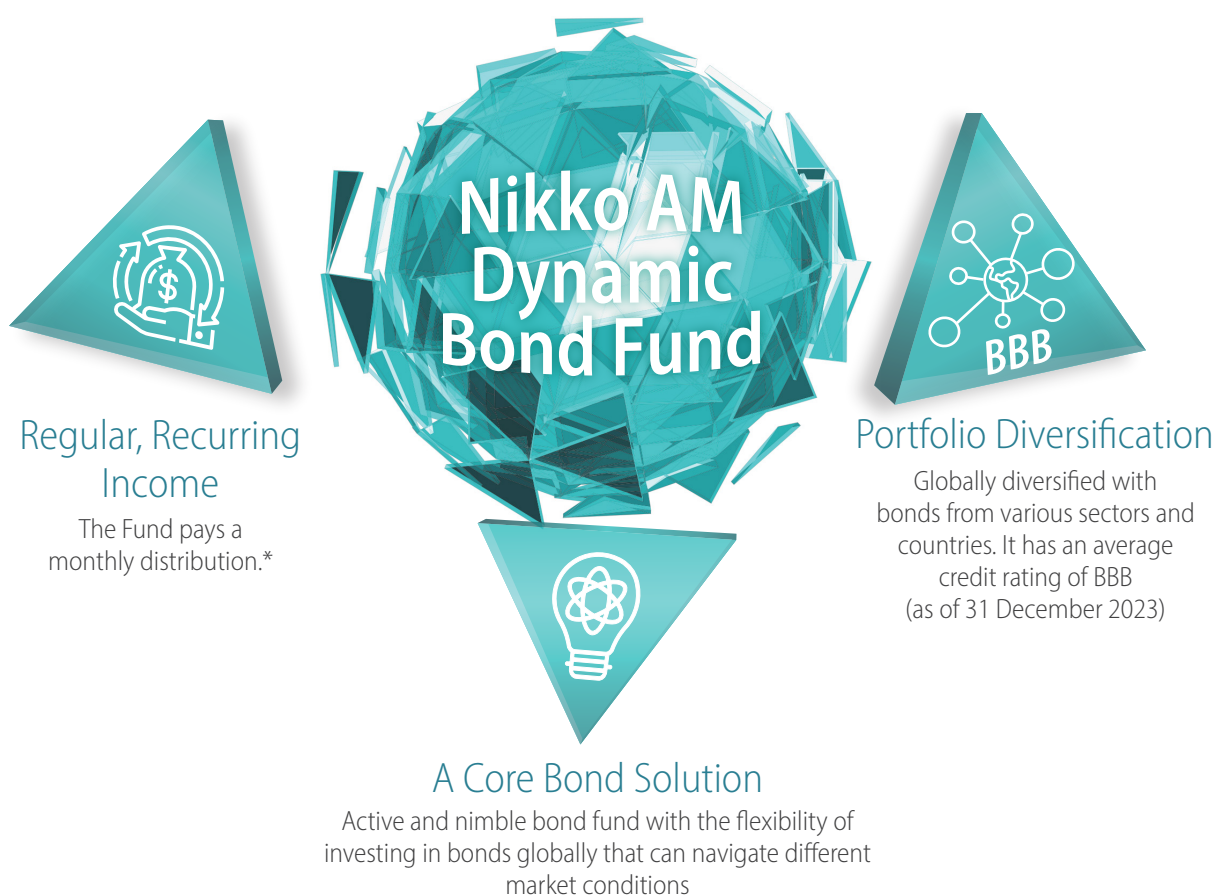 Nikko AM
Dynamic
Bond Fund
$
Regular, Recurring
Income
The Fund pays a
monthly distribution.*
BBB
Portfolio Diversification
Globally diversified with
bonds from various sectors and
countries. It has an average
credit rating of BBB
(as of 31 December 2023)
A Core Bond Solution
Active and nimble bond fund with the flexibility of
investing in bonds globally that can navigate different
market conditions